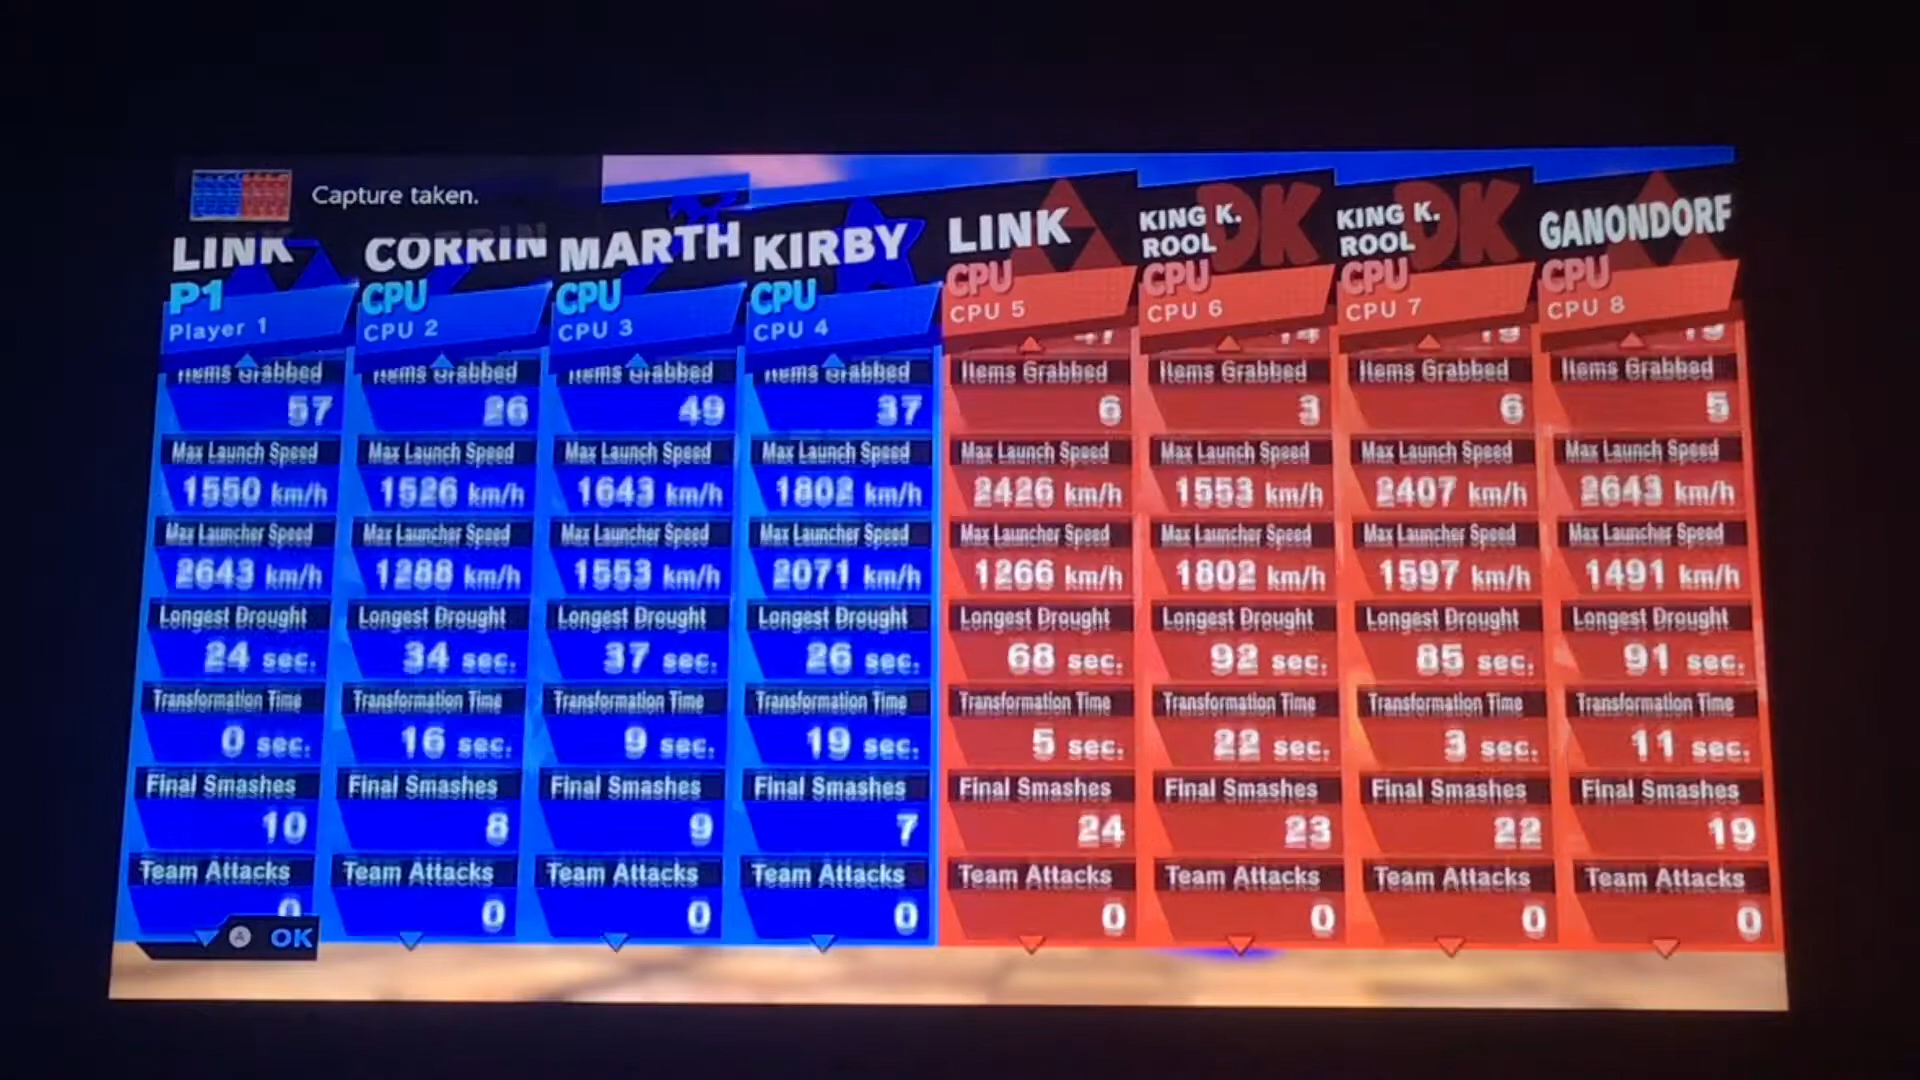 Capture taken.
LINK CORRIN MARTH KIRBY LINK KING K. ROOL KING K. ROOL GANONDORF
P1 CPU CPU CPU CPU CPU CPU CPU
Player 1 CPU 2 CPU 3 CPU 4 CPU 5 CPU 6 CPU 7 CPU 8
Items Grabbed Items Grabbed Items Grabbed Items Grabbed Items Grabbed Items Grabbed Items Grabbed Items Grabbed
57 26 49 37 6 3 6 5
Max Launch Speed Max Launch Speed Max Launch Speed Max Launch Speed Max Launch Speed Max Launch Speed Max Launch Speed Max Launch Speed
1550 km/h 1526 km/h 1643 km/h 1802 km/h 2426 km/h 1553 km/h 2407 km/h 2643 km/h
Max Launcher Speed Max Launcher Speed Max Launcher Speed Max Launcher Speed Max Launcher Speed Max Launcher Speed Max Launcher Speed Max Launcher Speed
2643 km/h 1288 km/h 1553 km/h 2071 km/h 1266 km/h 1802 km/h 1597 km/h 1491 km/h
Longest Drought Longest Drought Longest Drought Longest Drought Longest Drought Longest Drought Longest Drought Longest Drought
24 sec. 34 sec. 37 sec. 26 sec. 68 sec. 92 sec. 85 sec. 91 sec.
Transformation Time Transformation Time Transformation Time Transformation Time Transformation Time Transformation Time Transformation Time Transformation Time
0 sec. 16 sec. 9 sec. 19 sec. 5 sec. 22 sec. 3 sec. 11 sec.
Final Smashes Final Smashes Final Smashes Final Smashes Final Smashes Final Smashes Final Smashes Final Smashes
10 8 9 7 24 23 22 19
Team Attacks Team Attacks Team Attacks Team Attacks Team Attacks Team Attacks Team Attacks Team Attacks
0 0 0 0 0 0 0 0
A OK